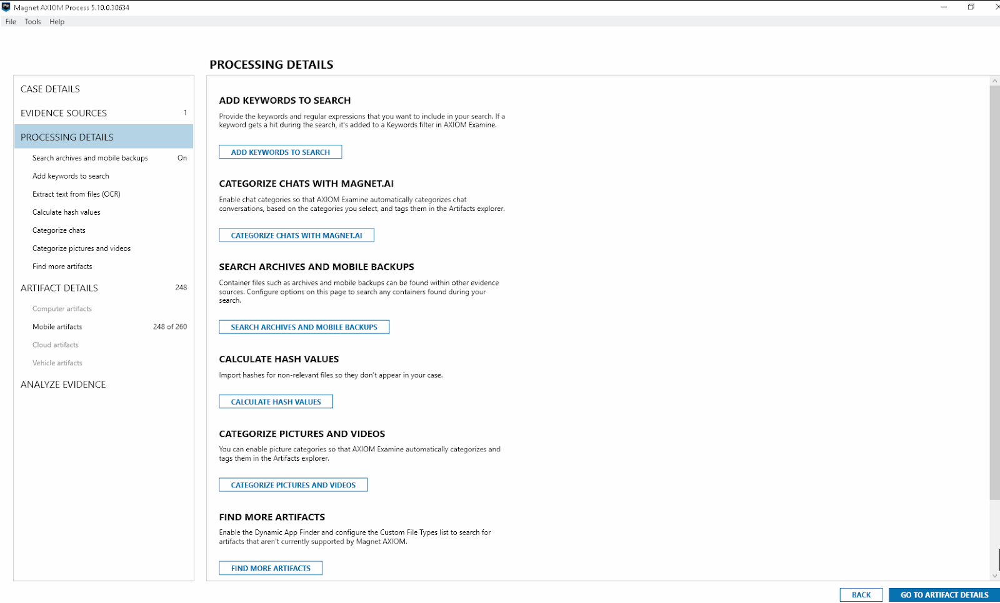 Magnet AXIOM Process 5.10.0.30634
File Tools Help
PROCESSING DETAILS
CASE DETAILS
EVIDENCE SOURCES 1
PROCESSING DETAILS
Search archives and mobile backups On
Add keywords to search
Extract text from files (OCR)
Calculate hash values
Categorize chats
Categorize pictures and videos
Find more artifacts
ARTIFACT DETAILS 248
Computer artifacts
Mobile artifacts 248 of 260
Cloud artifacts
Vehicle artifacts
ANALYZE EVIDENCE
ADD KEYWORDS TO SEARCH
Provide the keywords and regular expressions that you want to include in your search. If a
keyword gets a hit during the search, it's added to a Keywords filter in AXIOM Examine.
ADD KEYWORDS TO SEARCH
CATEGORIZE CHATS WITH MAGNET.AI
Enable chat categories so that AXIOM Examine automatically categorizes chat
conversations, based on the categories you select, and tags them in the Artifacts explorer.
CATEGORIZE CHATS WITH MAGNET.AI
SEARCH ARCHIVES AND MOBILE BACKUPS
Container files such as archives and mobile backups can be found within other evidence
sources. Configure options on this page to search any containers found during your
search.
SEARCH ARCHIVES AND MOBILE BACKUPS
CALCULATE HASH VALUES
Import hashes for non-relevant files so they don't appear in your case.
CALCULATE HASH VALUES
CATEGORIZE PICTURES AND VIDEOS
You can enable picture categories so that AXIOM Examine automatically categorizes and
tags them in the Artifacts explorer.
CATEGORIZE PICTURES AND VIDEOS
FIND MORE ARTIFACTS
Enable the Dynamic App Finder and configure the Custom File Types list to search for
artifacts that aren't currently supported by Magnet AXIOM.
FIND MORE ARTIFACTS
BACK
GO TO ARTIFACT DETAILS